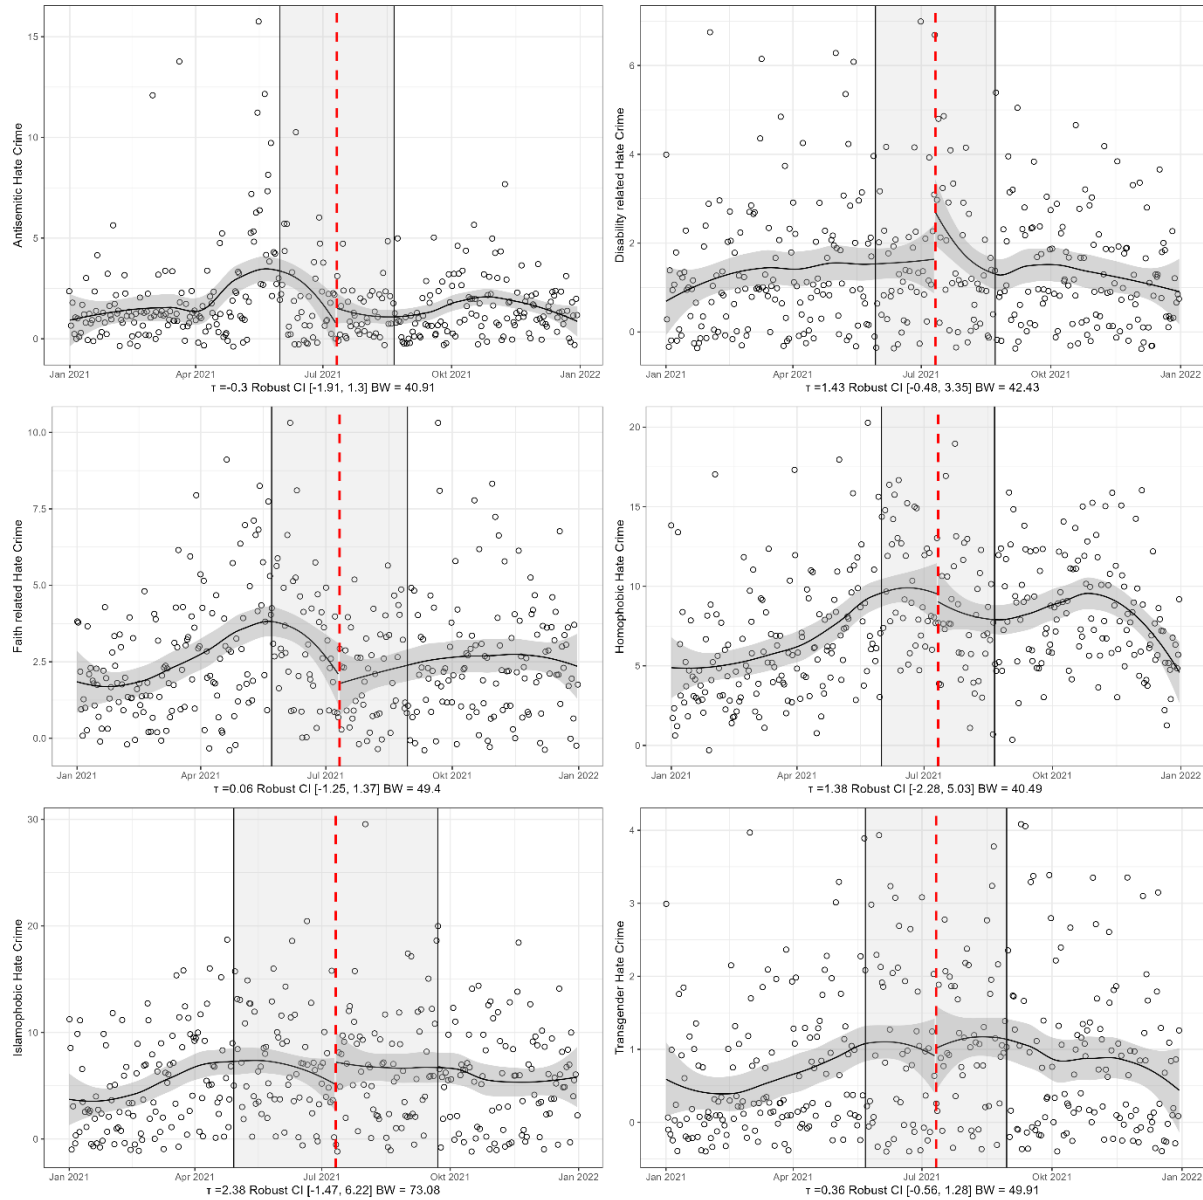 Antisemitic Hate Crime
15
10
5
0
Jan 2021 Apr 2021 Jul 2021 Okt 2021 Jan 2022
τ =-0.3 Robust CI [-1.91, 1.3] BW = 40.91
Disability related Hate Crime
6
4
2
0
Jan 2021 Apr 2021 Jul 2021 Okt 2021 Jan 2022
τ =1.43 Robust CI [-0.48, 3.35] BW = 42.43
Faith related Hate Crime
10.0
7.5
5.0
2.5
0.0
Jan 2021 Apr 2021 Jul 2021 Okt 2021 Jan 2022
τ =0.06 Robust CI [-1.25, 1.37] BW = 49.4
Homophobic Hate Crime
20
15
10
5
0
Jan 2021 Apr 2021 Jul 2021 Okt 2021 Jan 2022
τ =1.38 Robust CI [-2.28, 5.03] BW = 40.49
Islamophobic Hate Crime
30
20
10
0
Jan 2021 Apr 2021 Jul 2021 Okt 2021 Jan 2022
τ =2.38 Robust CI [-1.47, 6.22] BW = 73.08
Transgender Hate Crime
4
3
2
1
0
Jan 2021 Apr 2021 Jul 2021 Okt 2021 Jan 2022
τ =0.36 Robust CI [-0.56, 1.28] BW = 49.91